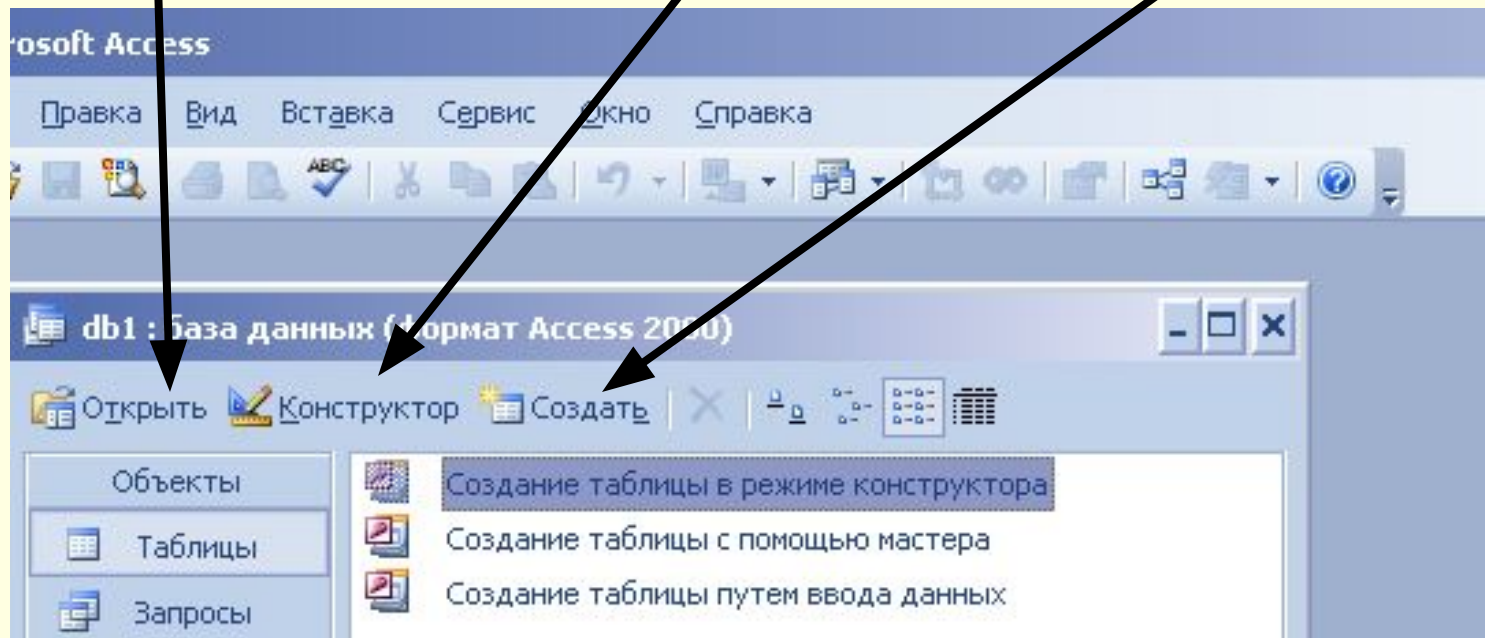 rosoft Access
Правка Вид Вставка Сервис Окно Справка
ABC
db1 : база данных (формат Access 2000)
Открыть Конструктор Создать
Объекты
Создание таблицы в режиме конструктора
Таблицы
Создание таблицы с помощью мастера
Запросы
Создание таблицы путем ввода данных